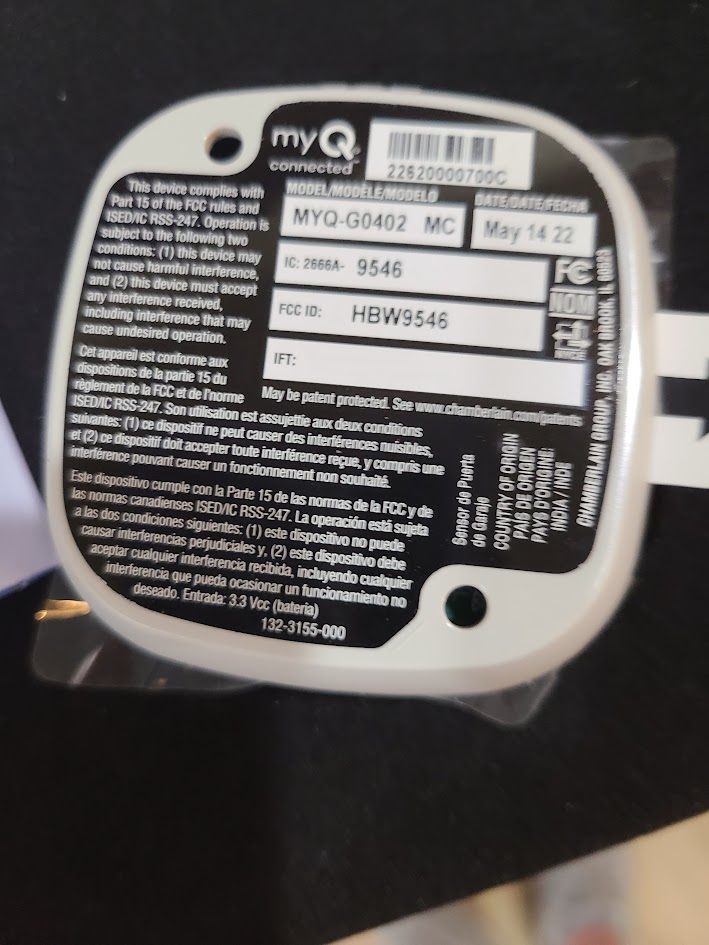 myQ
connected
22620000700C
MODEL/MODÈLE/MODELO
DATE/DATE/FECHA
MYQ-G0402 MC
May 14 22
IC: 2666A- 9546
FC
FCC ID: HBW9546
NOM
IFT:
NYCE
May be patent protected. See www.chamberlain.com/patents
This device complies with
Part 15 of the FCC rules and
ISED/IC RSS-247. Operation is
subject to the following two
conditions: (1) this device may
not cause harmful interference,
and (2) this device must accept
any interference received,
including interference that may
cause undesired operation.
Cet appareil est conforme aux
dispositions de la partie 15 du
règlement de la FCC et de l'norme
ISED/IC RSS-247. Son utilisation est assujettie aux deux conditions
suivantes: (1) ce dispositif ne peut causer des interférences nuisibles,
et (2) ce dispositif doit accepter toute interférence reçue, y compris une
interférence pouvant causer un fonctionnement non souhaité.
Este dispositivo cumple con la Parte 15 de las normas de la FCC y de
las normas canadienses ISED/IC RSS-247. La operación está sujeta
a las dos condiciones siguientes: (1) este dispositivo no puede
causar interferencias perjudiciales y, (2) este dispositivo debe
aceptar cualquier interferencia recibida, incluyendo cualquier
interferencia que pueda ocasionar un funcionamiento no
deseado. Entrada: 3.3 Vcc (batería)
132-3155-000
Sensor de Puerta
de Garaje
COUNTRY OF ORIGIN
PAIS DE ORIGEN
PAYS D'ORIGINE:
INDIA / INDE
CHAMBERLAIN GROUP, INC. OAK BROOK, IL 60523